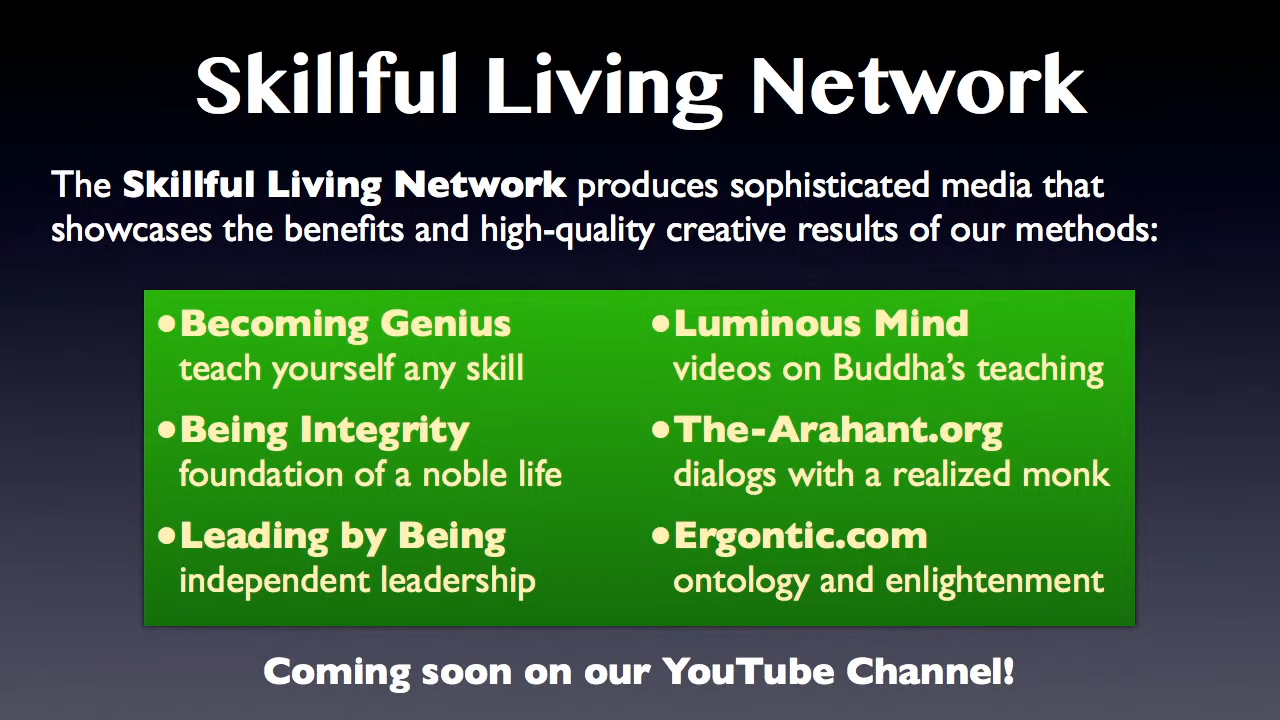 Skillful Living Network
The Skillful Living Network produces sophisticated media that
showcases the benefits and high-quality creative results of our methods:
•Becoming Genius
teach yourself any skill
•Being Integrity
foundation of a noble life
•Leading by Being
independent leadership
•Luminous Mind
videos on Buddha’s teaching
•The-Arahant.org
dialogs with a realized monk
•Ergontic.com
ontology and enlightenment
Coming soon on our YouTube Channel!